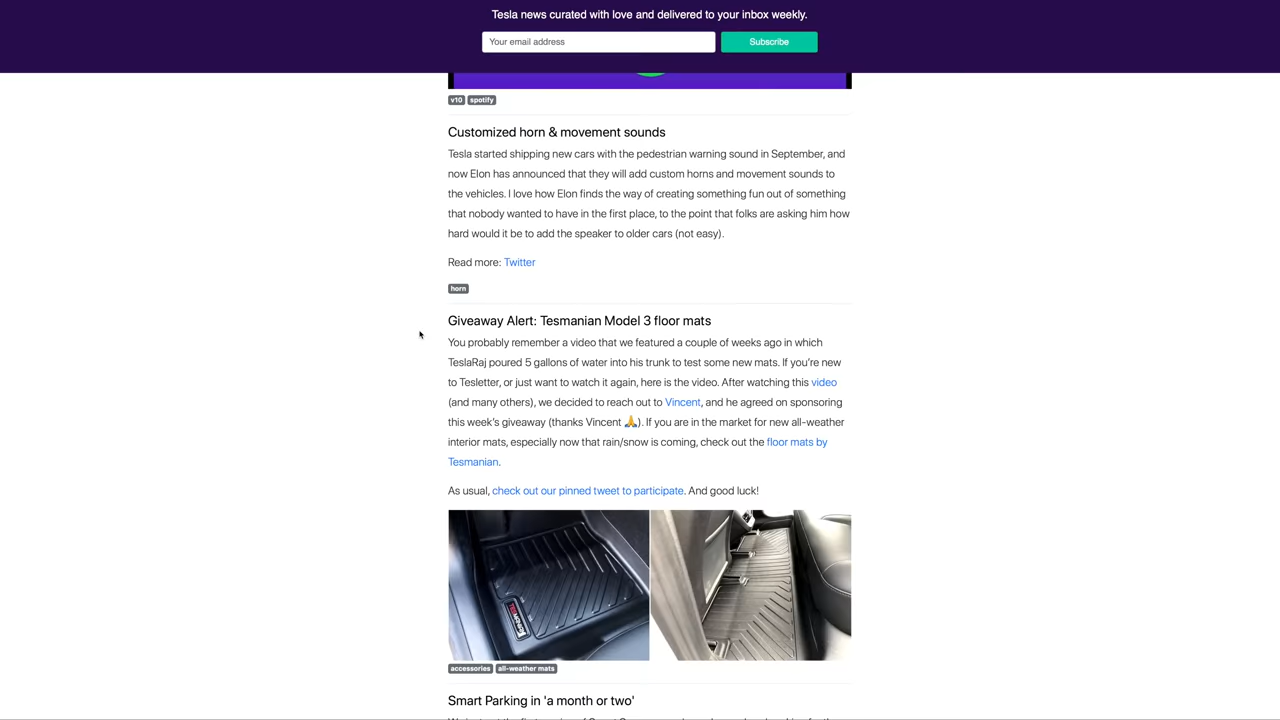 Tesla news curated with love and delivered to your inbox weekly.
Your email address
Subscribe
v10 spotify
Customized horn & movement sounds
Tesla started shipping new cars with the pedestrian warning sound in September, and
now Elon has announced that they will add custom horns and movement sounds to
the vehicles. I love how Elon finds the way of creating something fun out of something
that nobody wanted to have in the first place, to the point that folks are asking him how
hard would it be to add the speaker to older cars (not easy).
Read more: Twitter
horn
Giveaway Alert: Tesmanian Model 3 floor mats
You probably remember a video that we featured a couple of weeks ago in which
TeslaRaj poured 5 gallons of water into his trunk to test some new mats. If you're new
to Tesletter, or just want to watch it again, here is the video. After watching this video
(and many others), we decided to reach out to Vincent, and he agreed on sponsoring
this week's giveaway (thanks Vincent 🙏). If you are in the market for new all-weather
interior mats, especially now that rain/snow is coming, check out the floor mats by
Tesmanian.
As usual, check out our pinned tweet to participate. And good luck!
accessories all-weather mats
Smart Parking in 'a month or two'